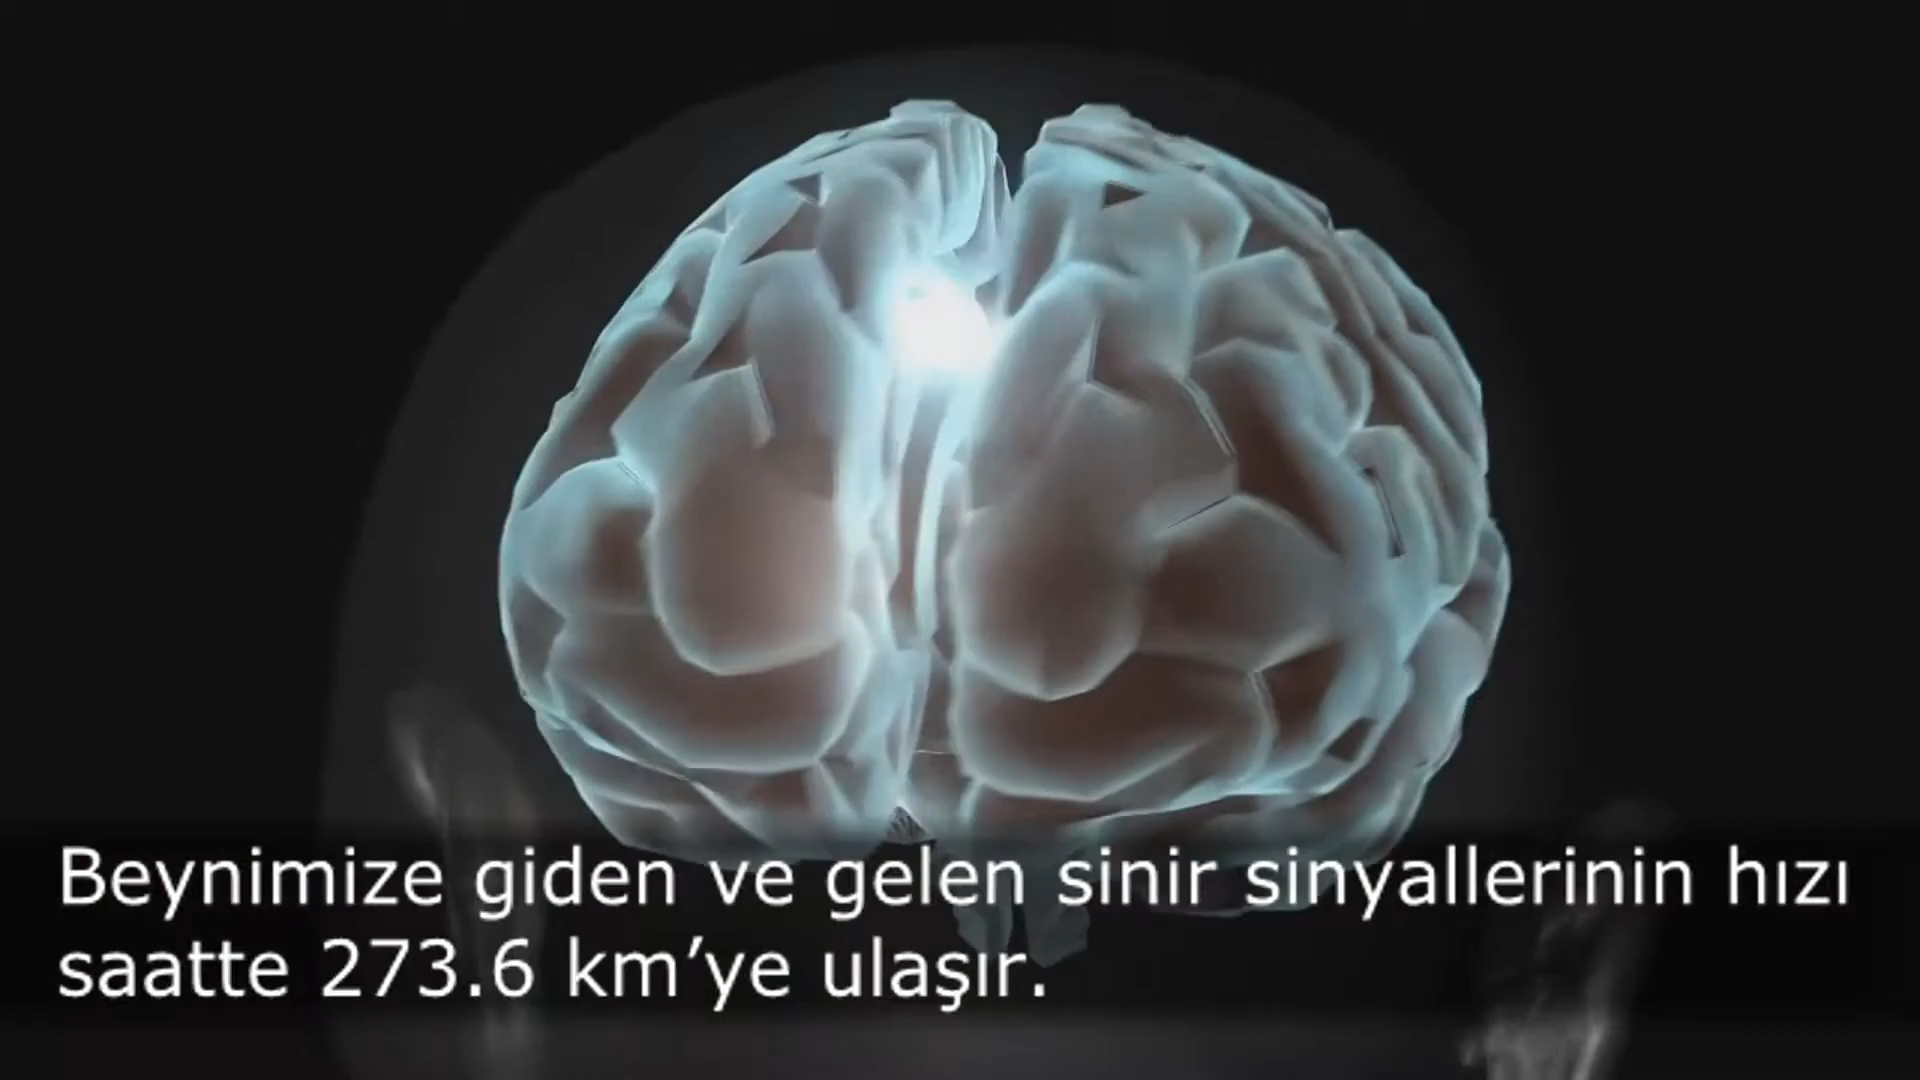 Beynimize giden ve gelen sinir sinyallerinin hızı
saatte 273.6 km’ye ulaşır.